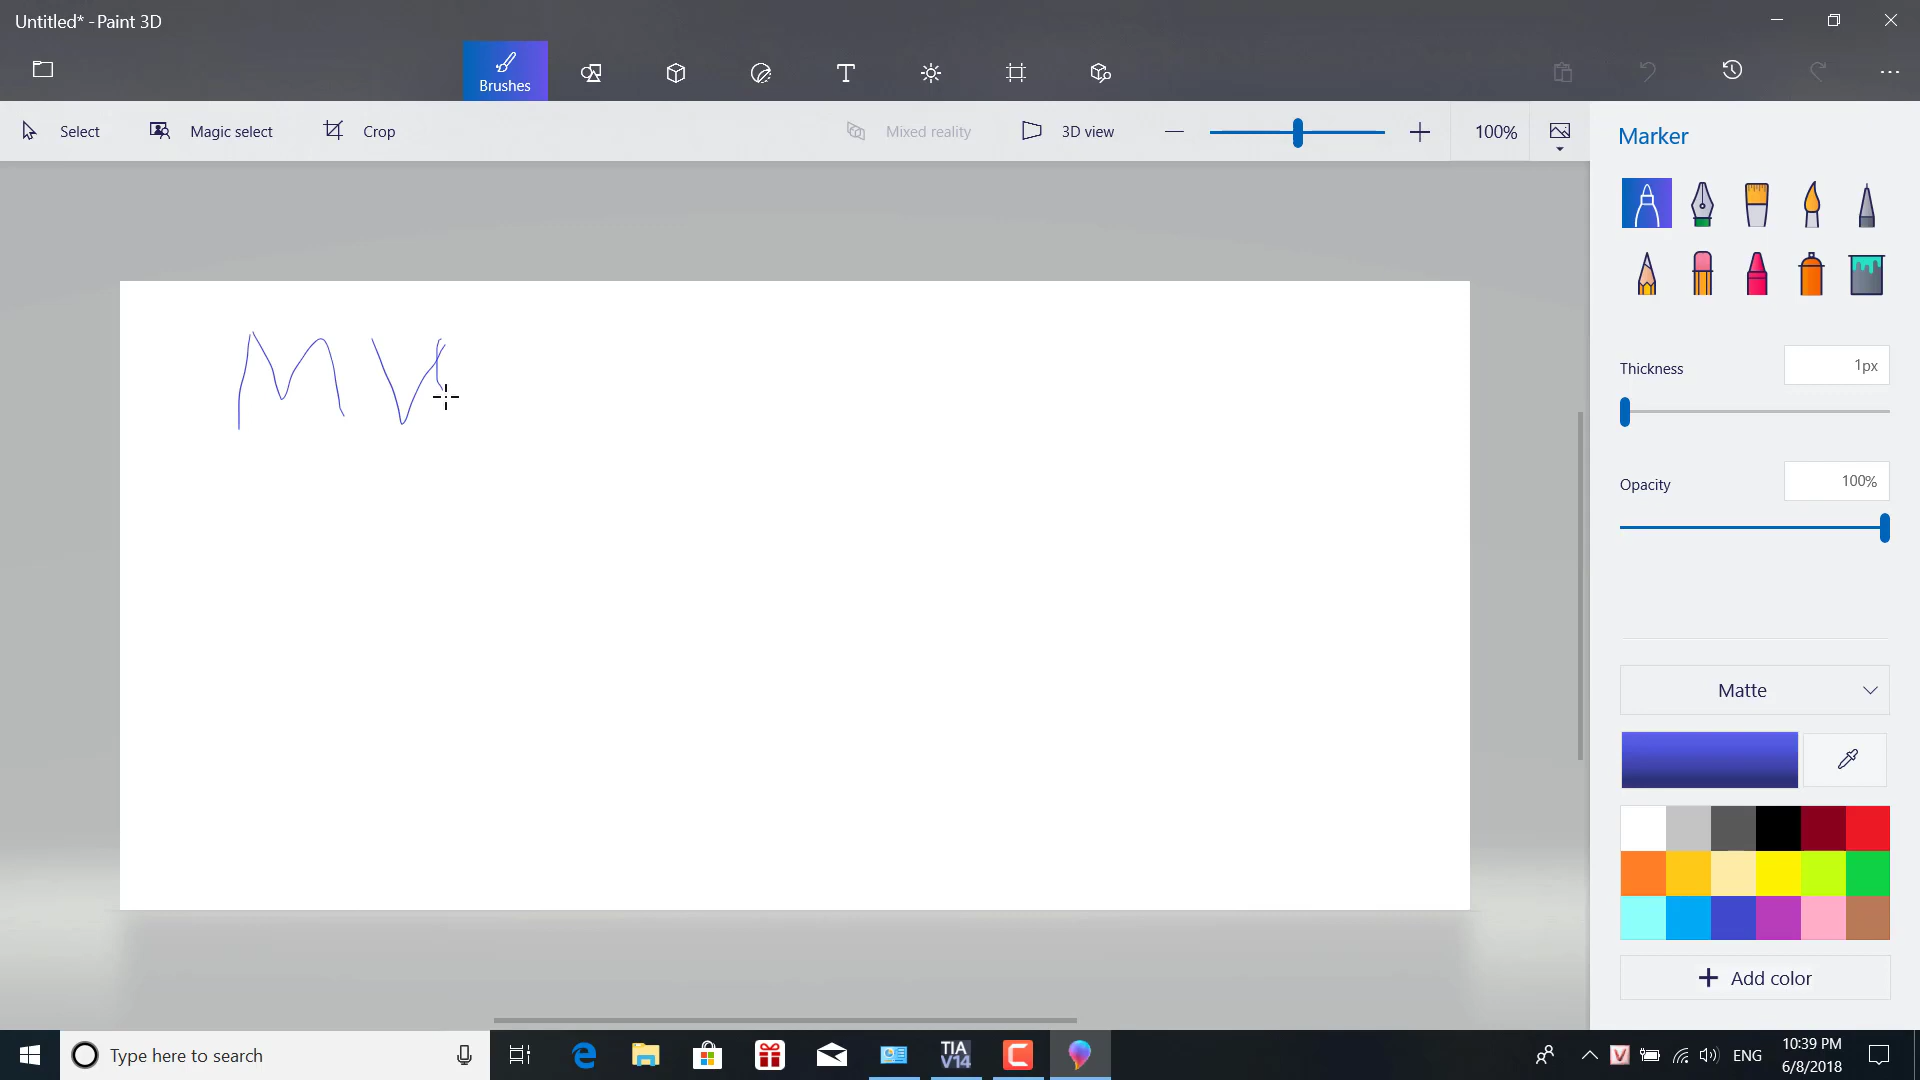 Untitled* - Paint 3D
Brushes
Select Magic select Crop Mixed reality 3D view 100%
Marker
M V
Thickness 1px
Opacity 100%
Matte
+ Add color
Type here to search
TIA V14
ENG
10:39 PM
6/8/2018